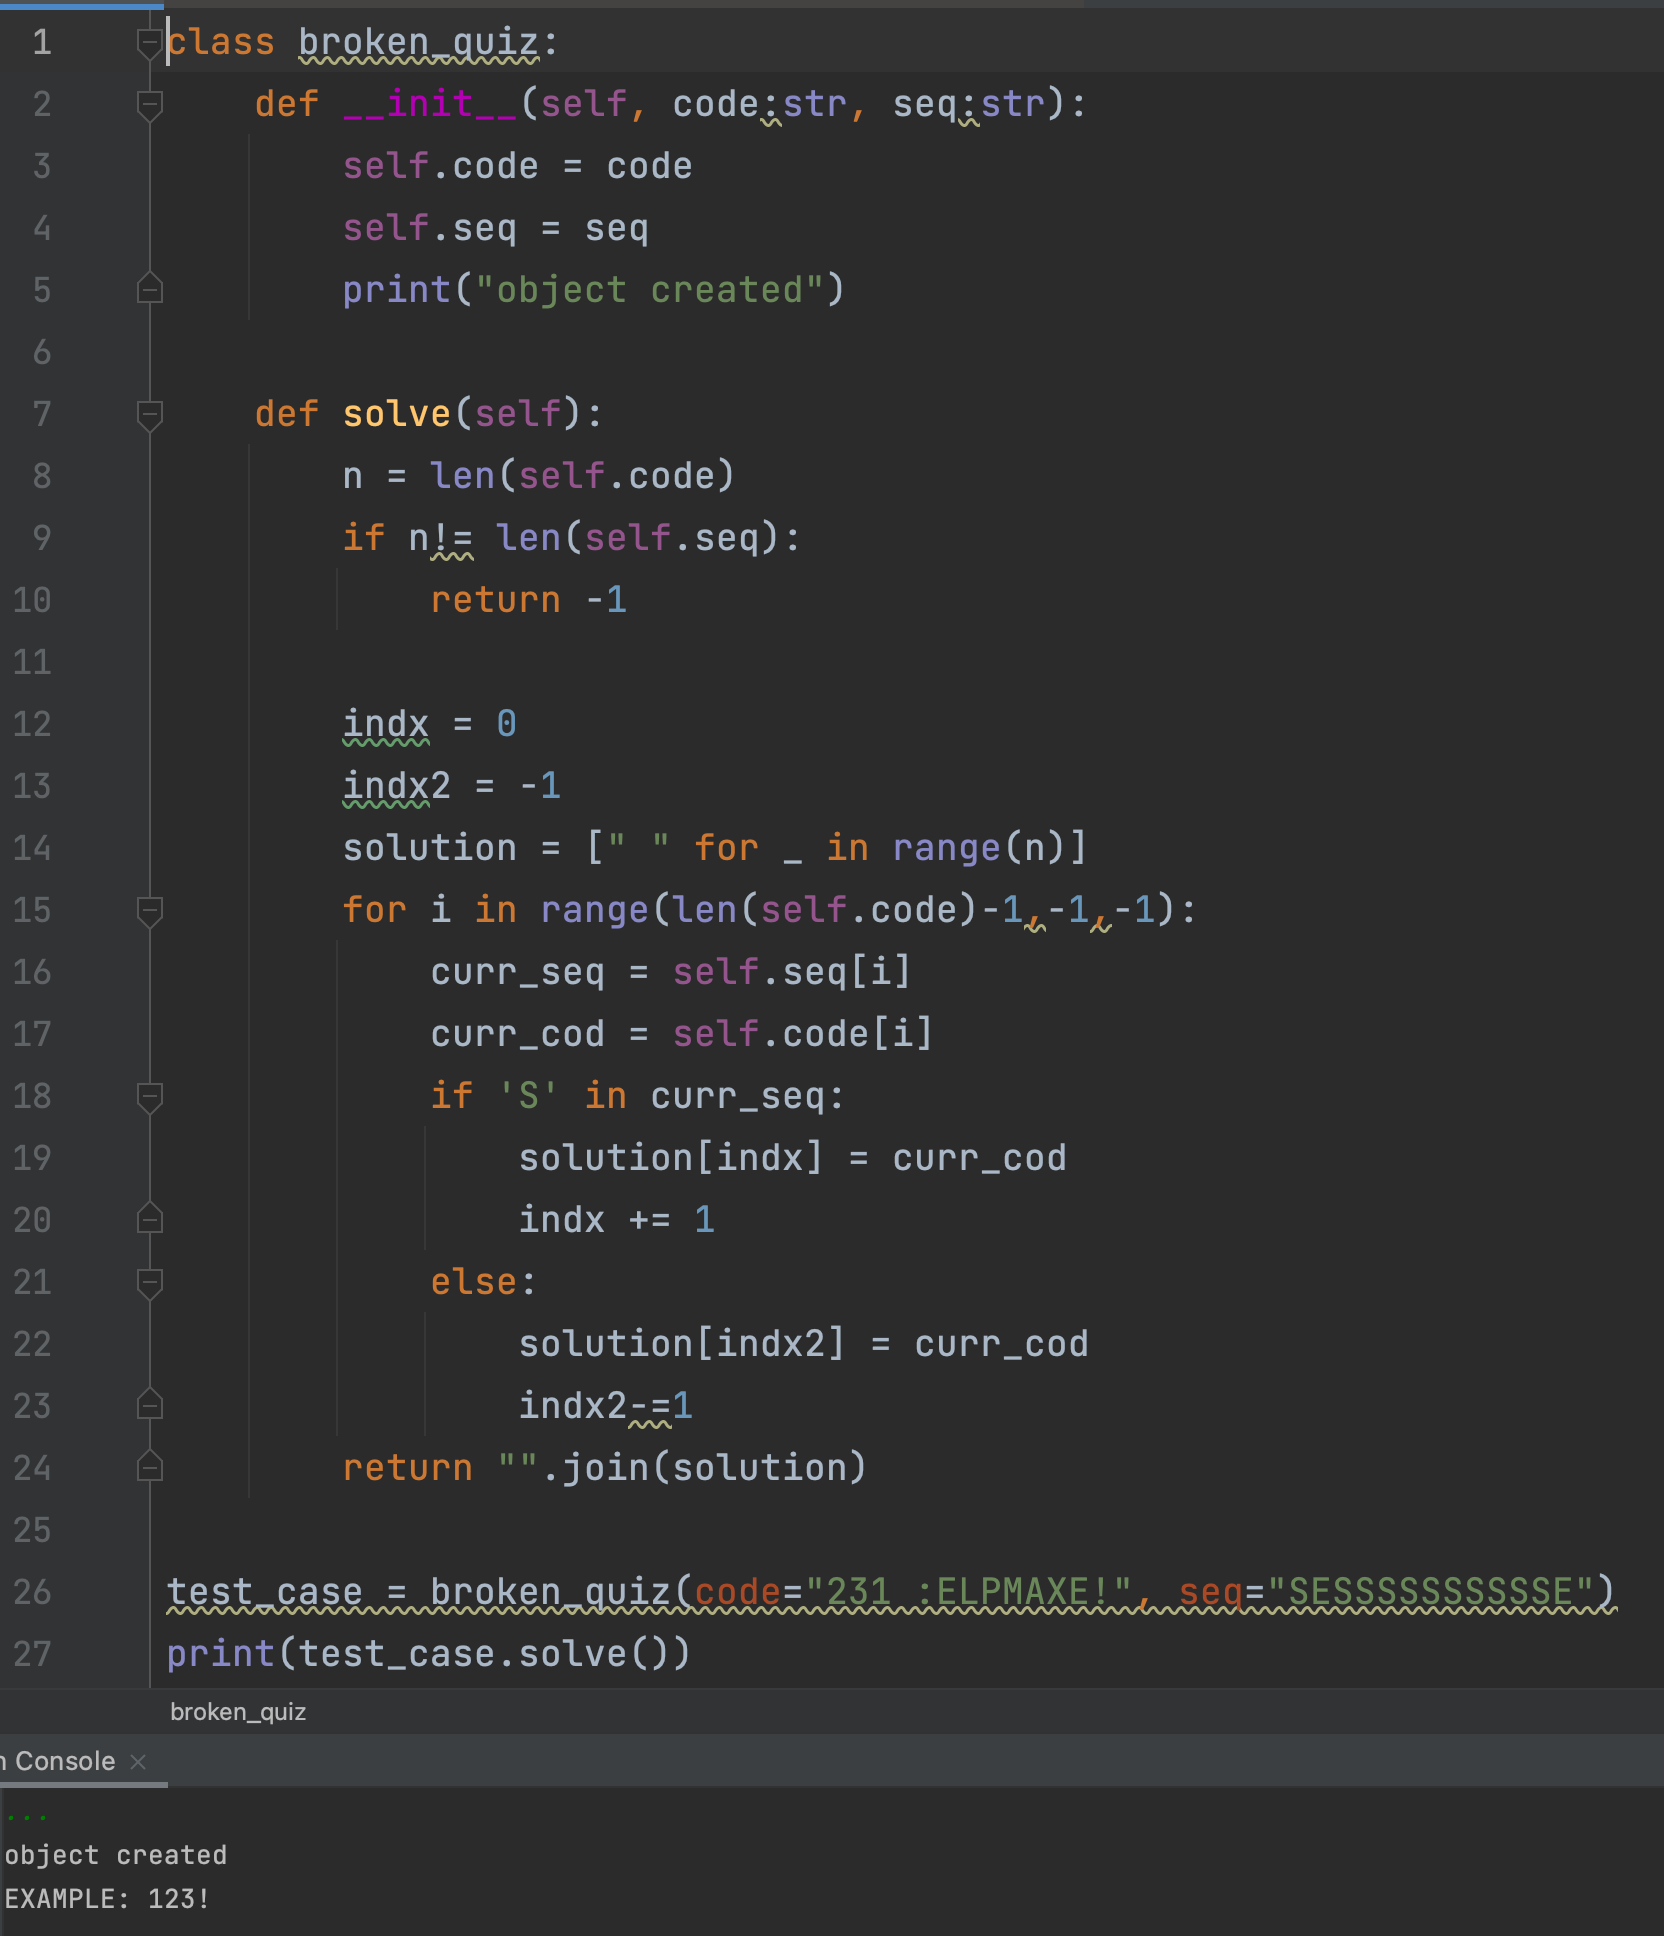 1 class broken_quiz:
2     def __init__(self, code:str, seq:str):
3         self.code = code
4         self.seq = seq
5         print("object created")
6
7     def solve(self):
8         n = len(self.code)
9         if n!= len(self.seq):
10             return -1
11
12         indx = 0
13         indx2 = -1
14         solution = [" " for _ in range(n)]
15         for i in range(len(self.code)-1,-1,-1):
16             curr_seq = self.seq[i]
17             curr_cod = self.code[i]
18             if 'S' in curr_seq:
19                 solution[indx] = curr_cod
20                 indx += 1
21             else:
22                 solution[indx2] = curr_cod
23                 indx2-=1
24         return "".join(solution)
25
26 test_case = broken_quiz(code="231 :ELPMAXE!", seq="SESSSSSSSSSSE")
27 print(test_case.solve())
broken_quiz
Console
...
object created
EXAMPLE: 123!